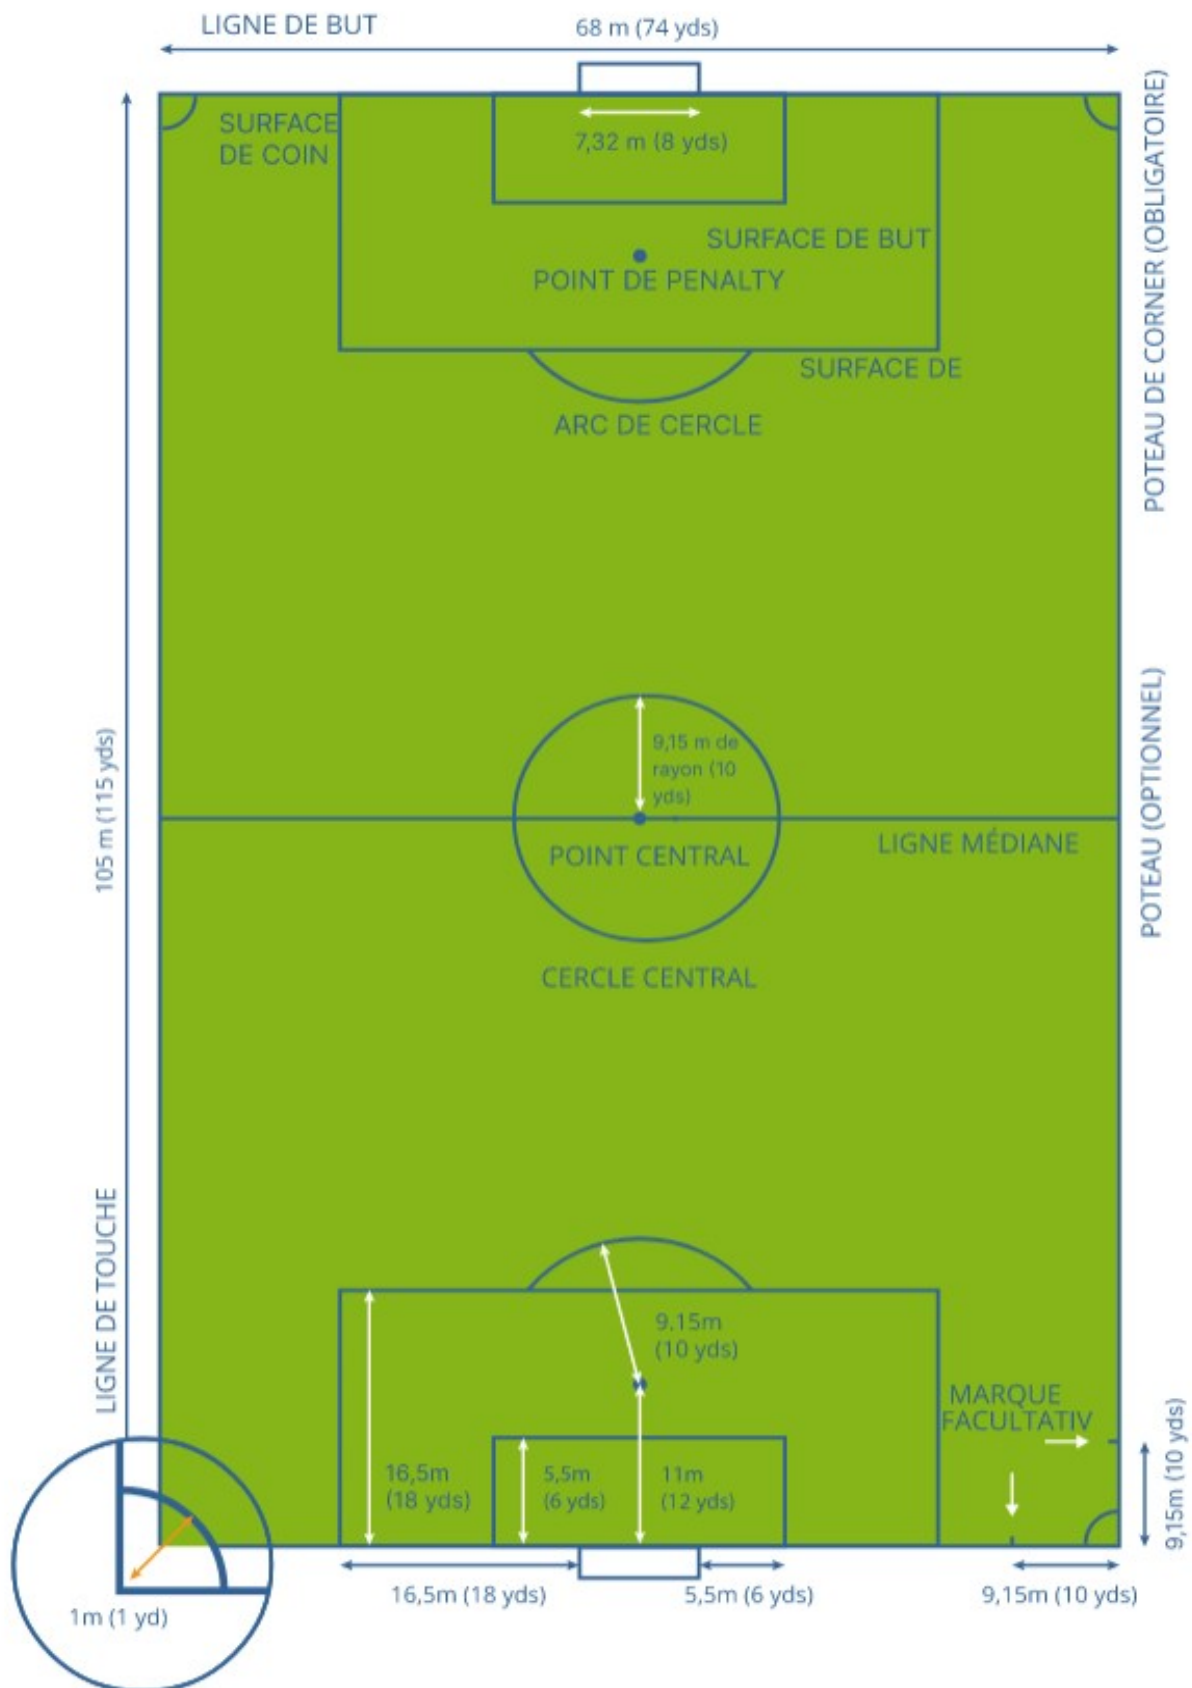 LIGNE DE BUT
68 m (74 yds)
SURFACE
DE COIN
7,32 m (8 yds)
SURFACE DE BUT
POINT DE PENALTY
SURFACE DE
ARC DE CERCLE
POTEAU DE CORNER (OBLIGATOIRE)
105 m (115 yds)
9,15 m de
rayon (10
yds)
POINT CENTRAL
LIGNE MÉDIANE
POTEAU (OPTIONNEL)
CERCLE CENTRAL
LIGNE DE TOUCHE
9,15m
(10 yds)
MARQUE
FACULTATIV
16,5m
(18 yds)
5,5m
(6 yds)
11m
(12 yds)
9,15m (10 yds)
16,5m (18 yds)
5,5m (6 yds)
9,15m (10 yds)
1m (1 yd)